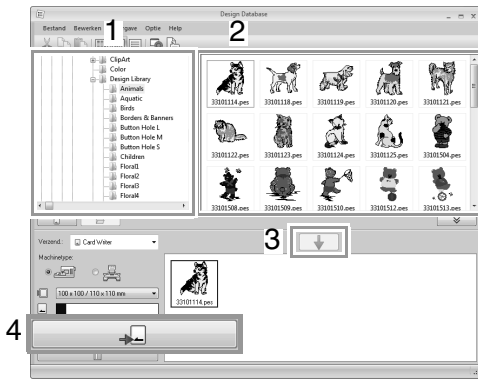 Design Database
Bestand Bewerken gave Optie Help
1
2
ClipArt
Color
Design Library
Animals
Aquatic
Birds
Borders & Banners
Button Hole L
Button Hole M
Button Hole S
Children
Floral1
Floral2
Floral3
Floral4
33101114.pes 33101118.pes 33101119.pes 33101120.pes 33101121.pes
33101122.pes 33101123.pes 33101124.pes 33101125.pes 33101504.pes
33101508.pes 33101509.pes 33101510.pes 33101512.pes 33101513.pes
3
Verzend.: Card Writer
Machinetype:
100 x 100 / 110 x 110 mm
33101114.pes
4